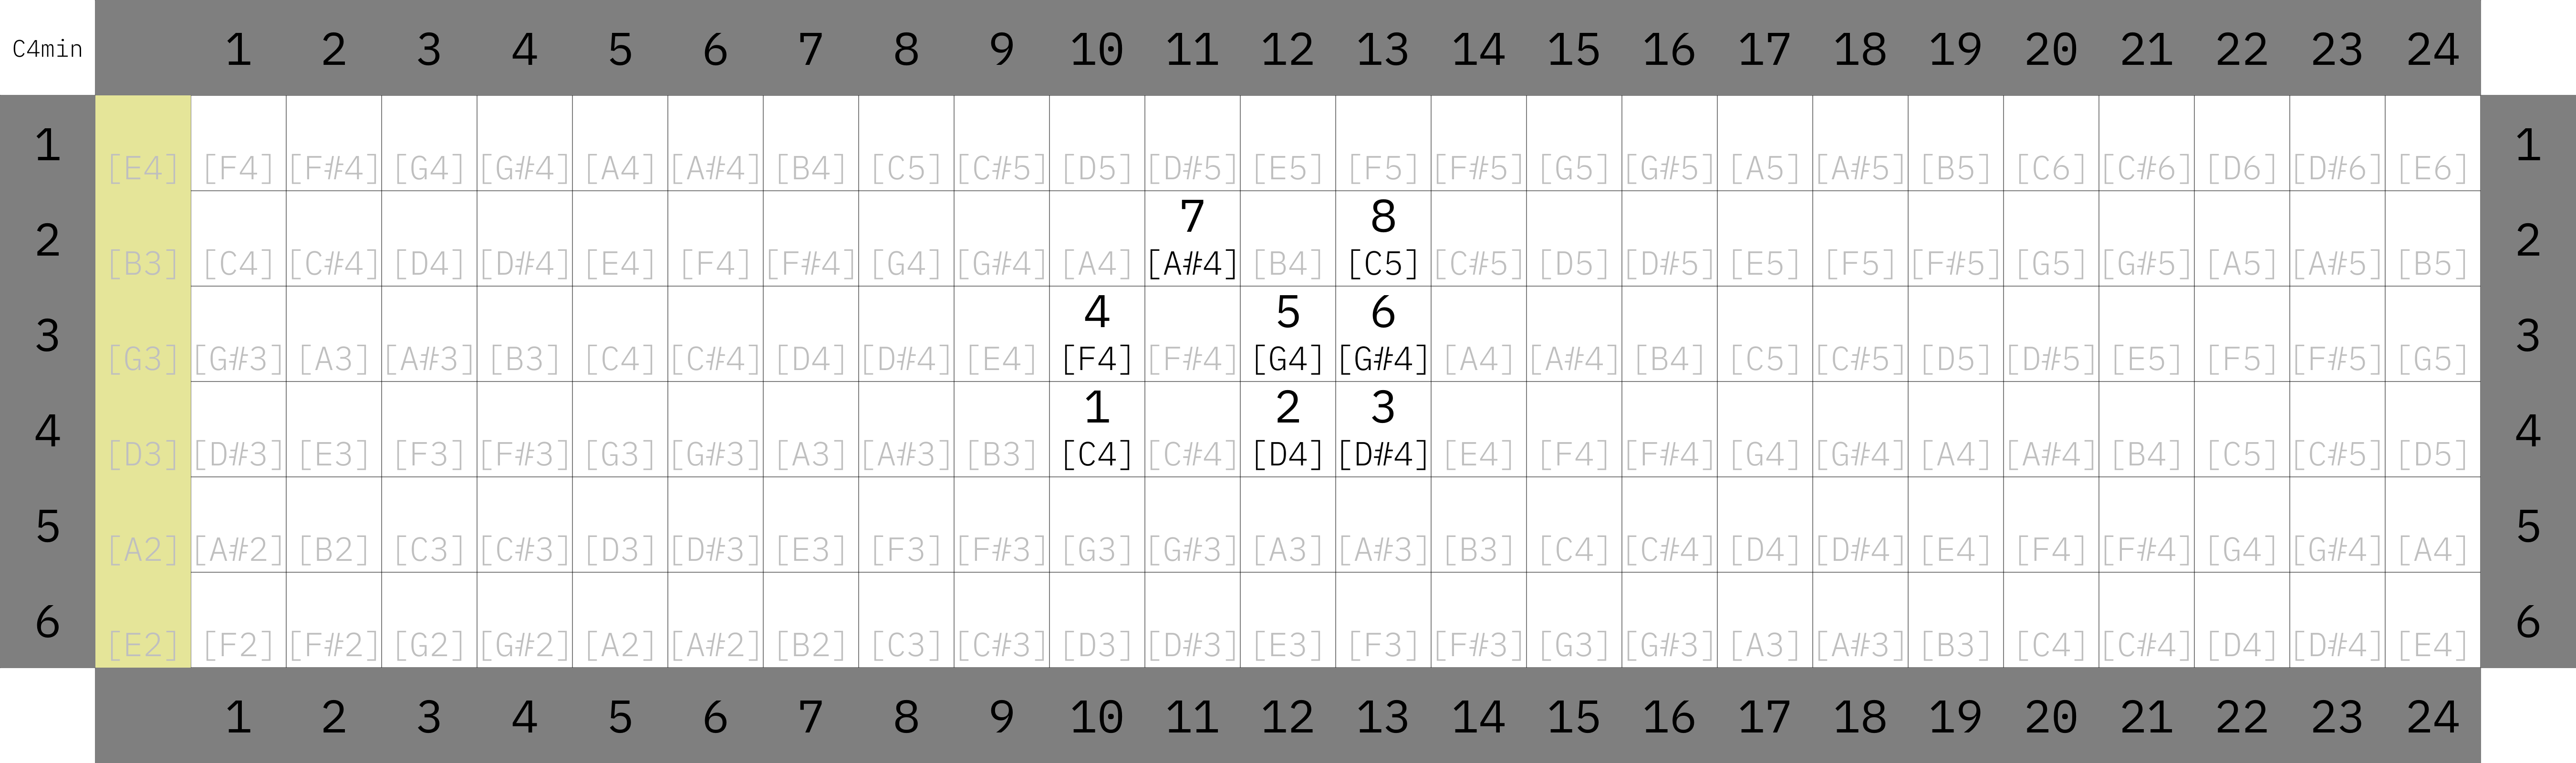 C4min 1 2 3 4 5 6 7 8 9 10 11 12 13 14 15 16 17 18 19 20 21 22 23 24
1 [E4] [F4] [F#4] [G4] [G#4] [A4] [A#4] [B4] [C5] [C#5] [D5] [D#5] [E5] [F5] [F#5] [G5] [G#5] [A5] [A#5] [B5] [C6] [C#6] [D6] [D#6] [E6] 1
7 8
2 [B3] [C4] [C#4] [D4] [D#4] [E4] [F4] [F#4] [G4] [G#4] [A4] [A#4] [B4] [C5] [C#5] [D5] [D#5] [E5] [F5] [F#5] [G5] [G#5] [A5] [A#5] [B5] 2
4 5 6
3 [G3] [G#3] [A3] [A#3] [B3] [C4] [C#4] [D4] [D#4] [E4] [F4] [F#4] [G4] [G#4] [A4] [A#4] [B4] [C5] [C#5] [D5] [D#5] [E5] [F5] [F#5] [G5] 3
1 2 3
4 [D3] [D#3] [E3] [F3] [F#3] [G3] [G#3] [A3] [A#3] [B3] [C4] [C#4] [D4] [D#4] [E4] [F4] [F#4] [G4] [G#4] [A4] [A#4] [B4] [C5] [C#5] [D5] 4
5 [A2] [A#2] [B2] [C3] [C#3] [D3] [D#3] [E3] [F3] [F#3] [G3] [G#3] [A3] [A#3] [B3] [C4] [C#4] [D4] [D#4] [E4] [F4] [F#4] [G4] [G#4] [A4] 5
6 [E2] [F2] [F#2] [G2] [G#2] [A2] [A#2] [B2] [C3] [C#3] [D3] [D#3] [E3] [F3] [F#3] [G3] [G#3] [A3] [A#3] [B3] [C4] [C#4] [D4] [D#4] [E4] 6
1 2 3 4 5 6 7 8 9 10 11 12 13 14 15 16 17 18 19 20 21 22 23 24